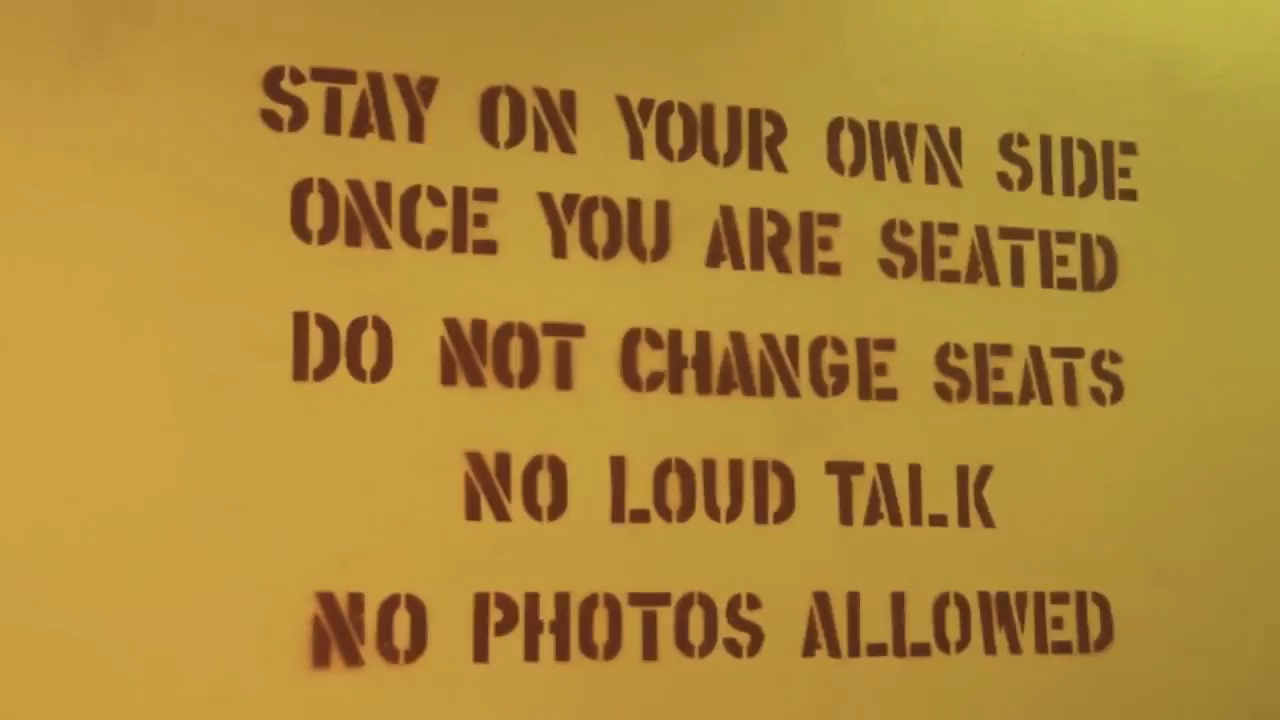 STAY ON YOUR OWN SIDE
ONCE YOU ARE SEATED
DO NOT CHANGE SEATS
NO LOUD TALK
NO PHOTOS ALLOWED